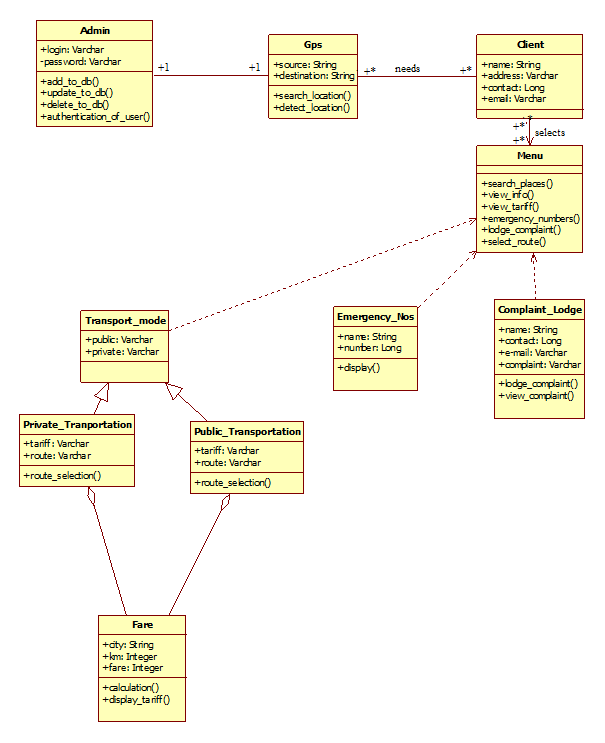 Admin
+login: Varchar
-password: Varchar
+add_to_db()
+update_to_db()
+delete_to_db()
+authentication_of_user()
+1
+1
Gps
+source: String
+destination: String
+search_location()
+detect_location()
+*
needs
+*
Client
+name: String
+address: Varchar
+contact: Long
+email: Varchar
*
+*
+*
selects
Menu
+search_places()
+view_info()
+view_tariff()
+emergency_numbers()
+lodge_complaint()
+select_route()
Transport_mode
+public: Varchar
+private: Varchar
Emergency_Nos
+name: String
+number: Long
+display()
Complaint_Lodge
+name: String
+contact: Long
+e-mail: Varchar
+complaint: Varchar
+lodge_complaint()
+view_complaint()
Private_Tranportation
+tariff: Varchar
+route: Varchar
+route_selection()
Public_Transportation
+tariff: Varchar
+route: Varchar
+route_selection()
Fare
+city: String
+km: Integer
+fare: Integer
+calculation()
+display_tariff()